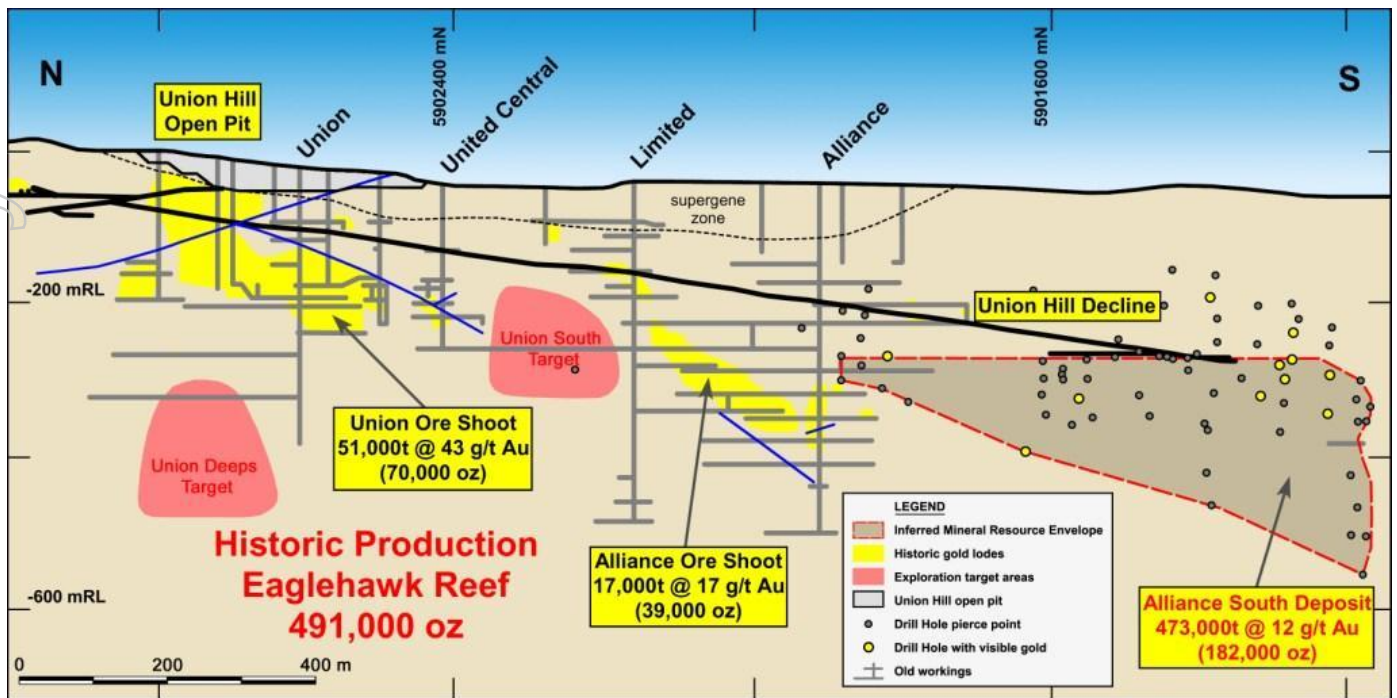 N
S
Union Hill
Open Pit
Union
5902400 mN
United Central
Limited
Alliance
5901600 mN
supergene
zone
-200 mRL
Union Hill Decline
Union South
Target
Union Ore Shoot
51,000t @ 43 g/t Au
(70,000 oz)
Union Deeps
Target
Historic Production
Eaglehawk Reef
491,000 oz
Alliance Ore Shoot
17,000t @ 17 g/t Au
(39,000 oz)
LEGEND
Inferred Mineral Resource Envelope
Historic gold lodes
Exploration target areas
Union Hill open pit
Drill Hole pierce point
Drill Hole with visible gold
Old workings
Alliance South Deposit
473,000t @ 12 g/t Au
(182,000 oz)
-600 mRL
0 200 400 m